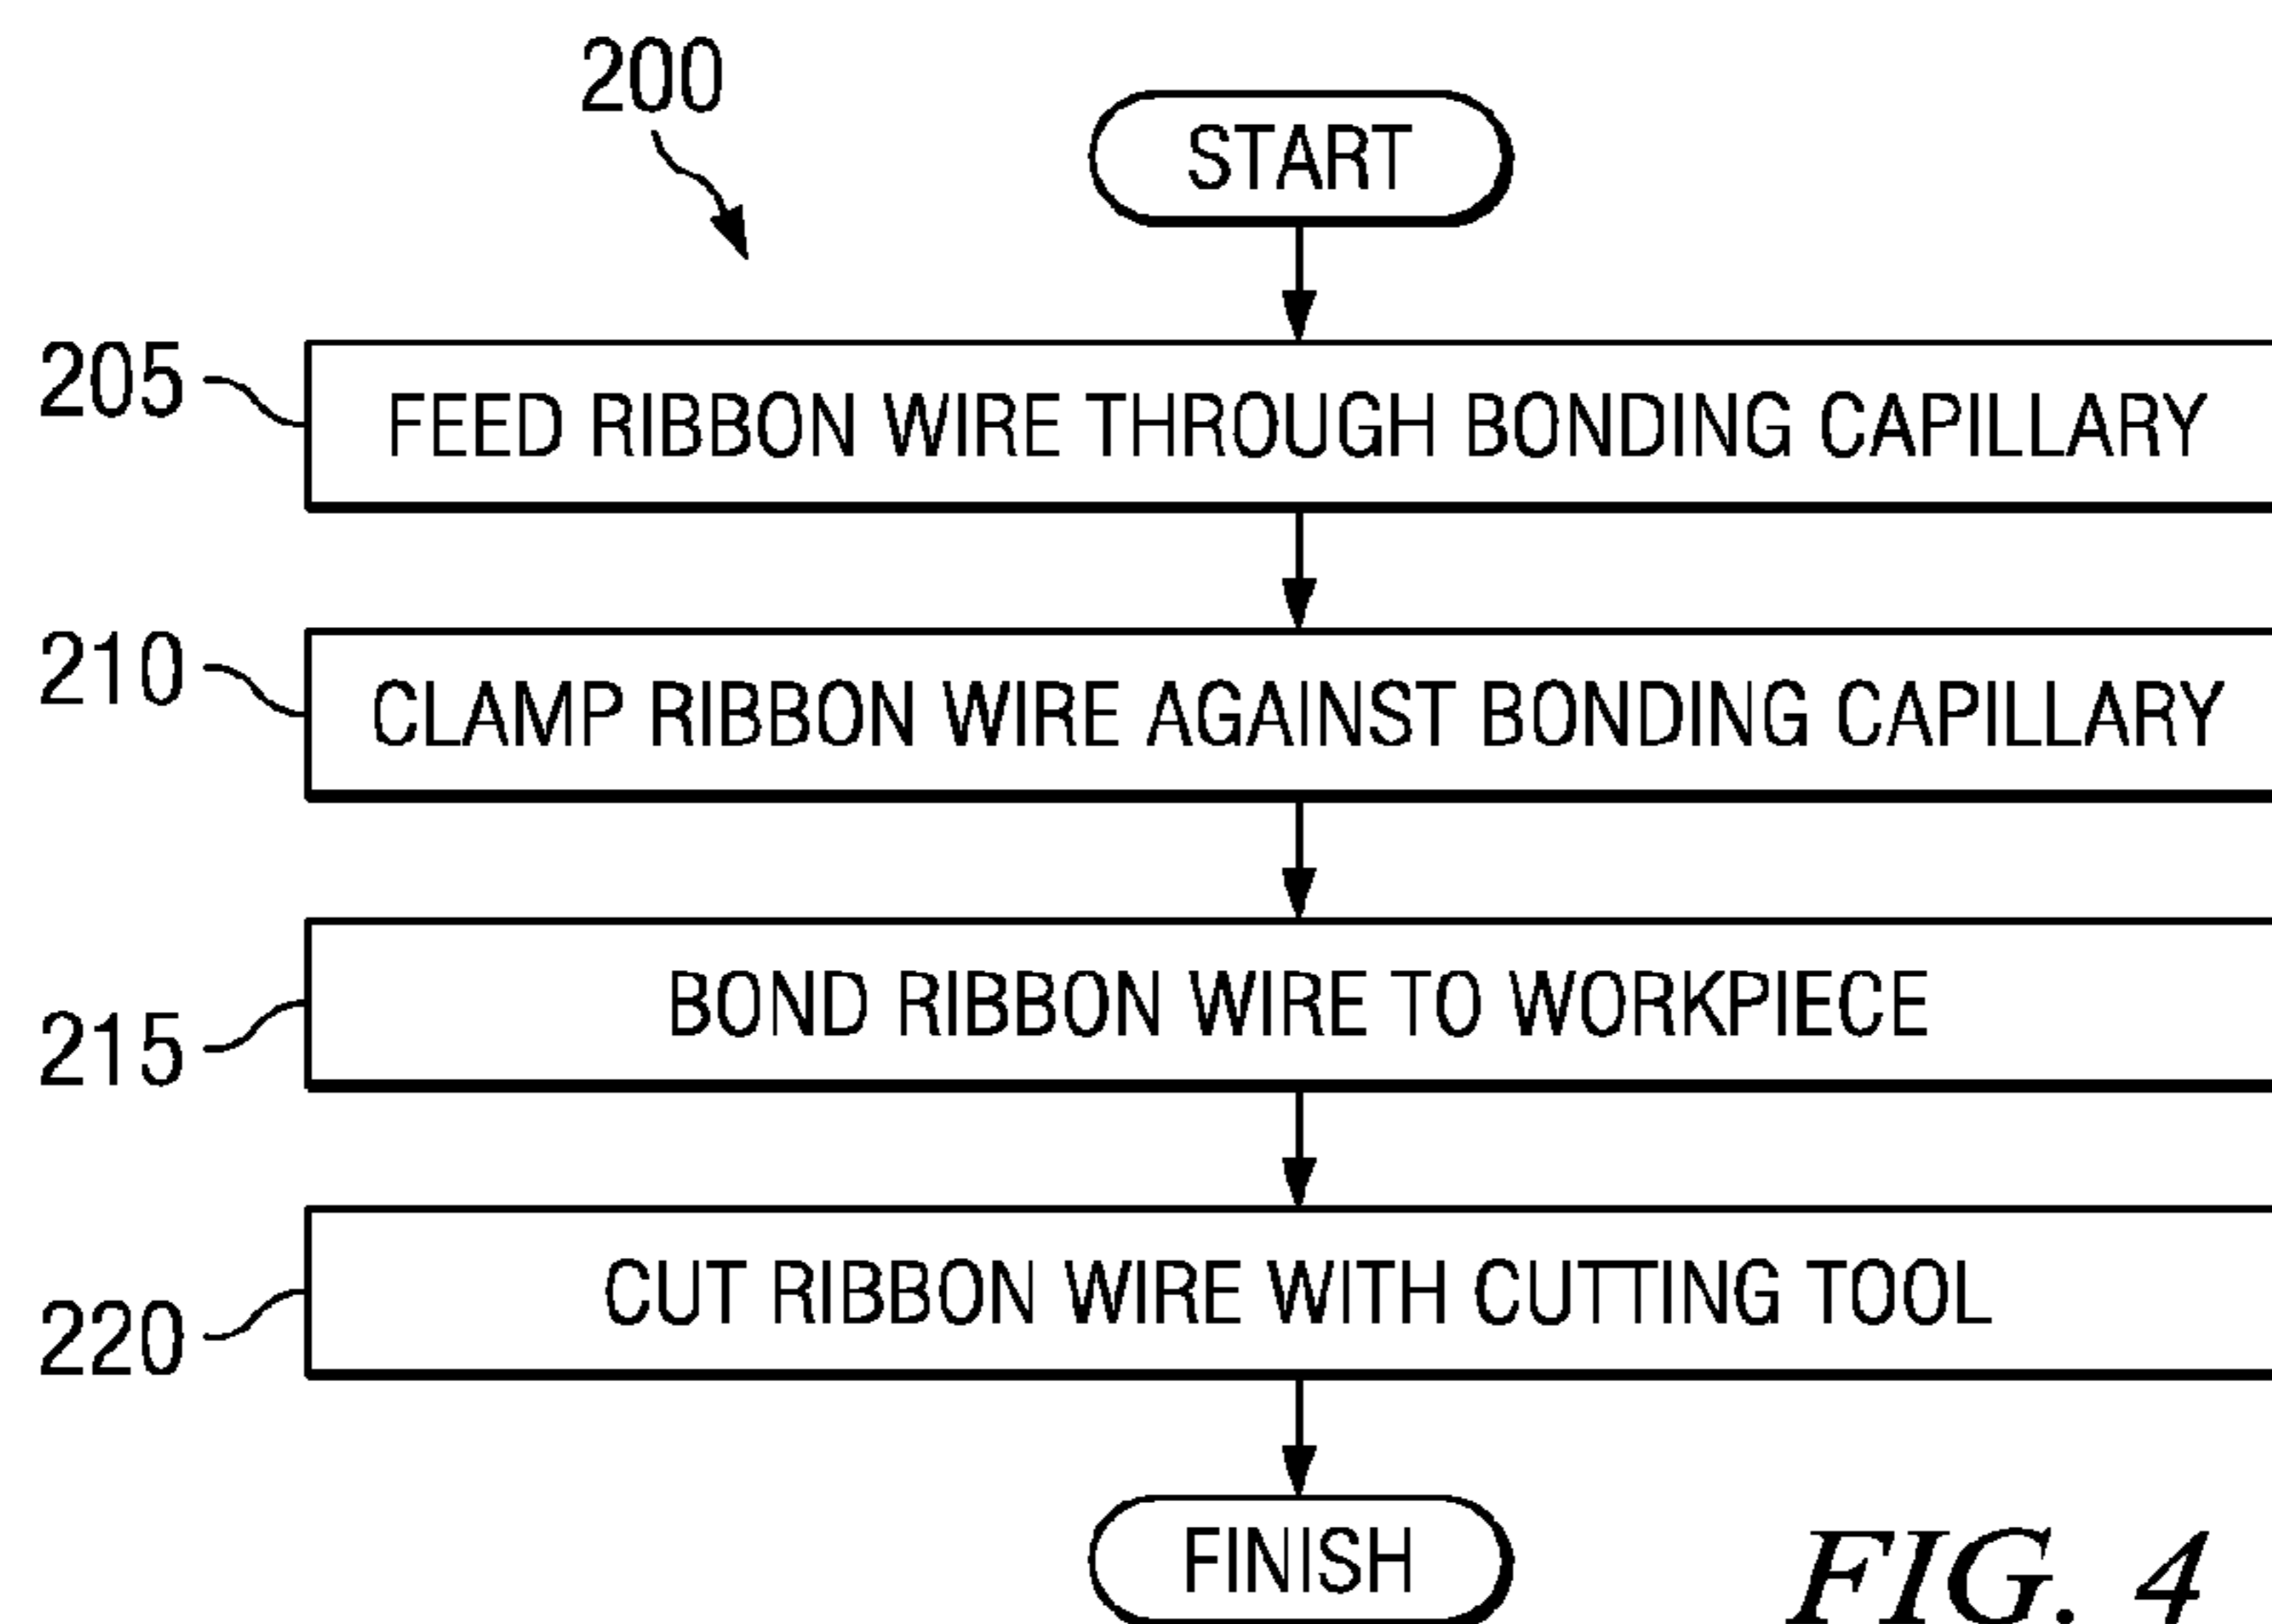 200
START
205
FEED RIBBON WIRE THROUGH BONDING CAPILLARY
210
CLAMP RIBBON WIRE AGAINST BONDING CAPILLARY
215
BOND RIBBON WIRE TO WORKPIECE
220
CUT RIBBON WIRE WITH CUTTING TOOL
FINISH
FIG. 4